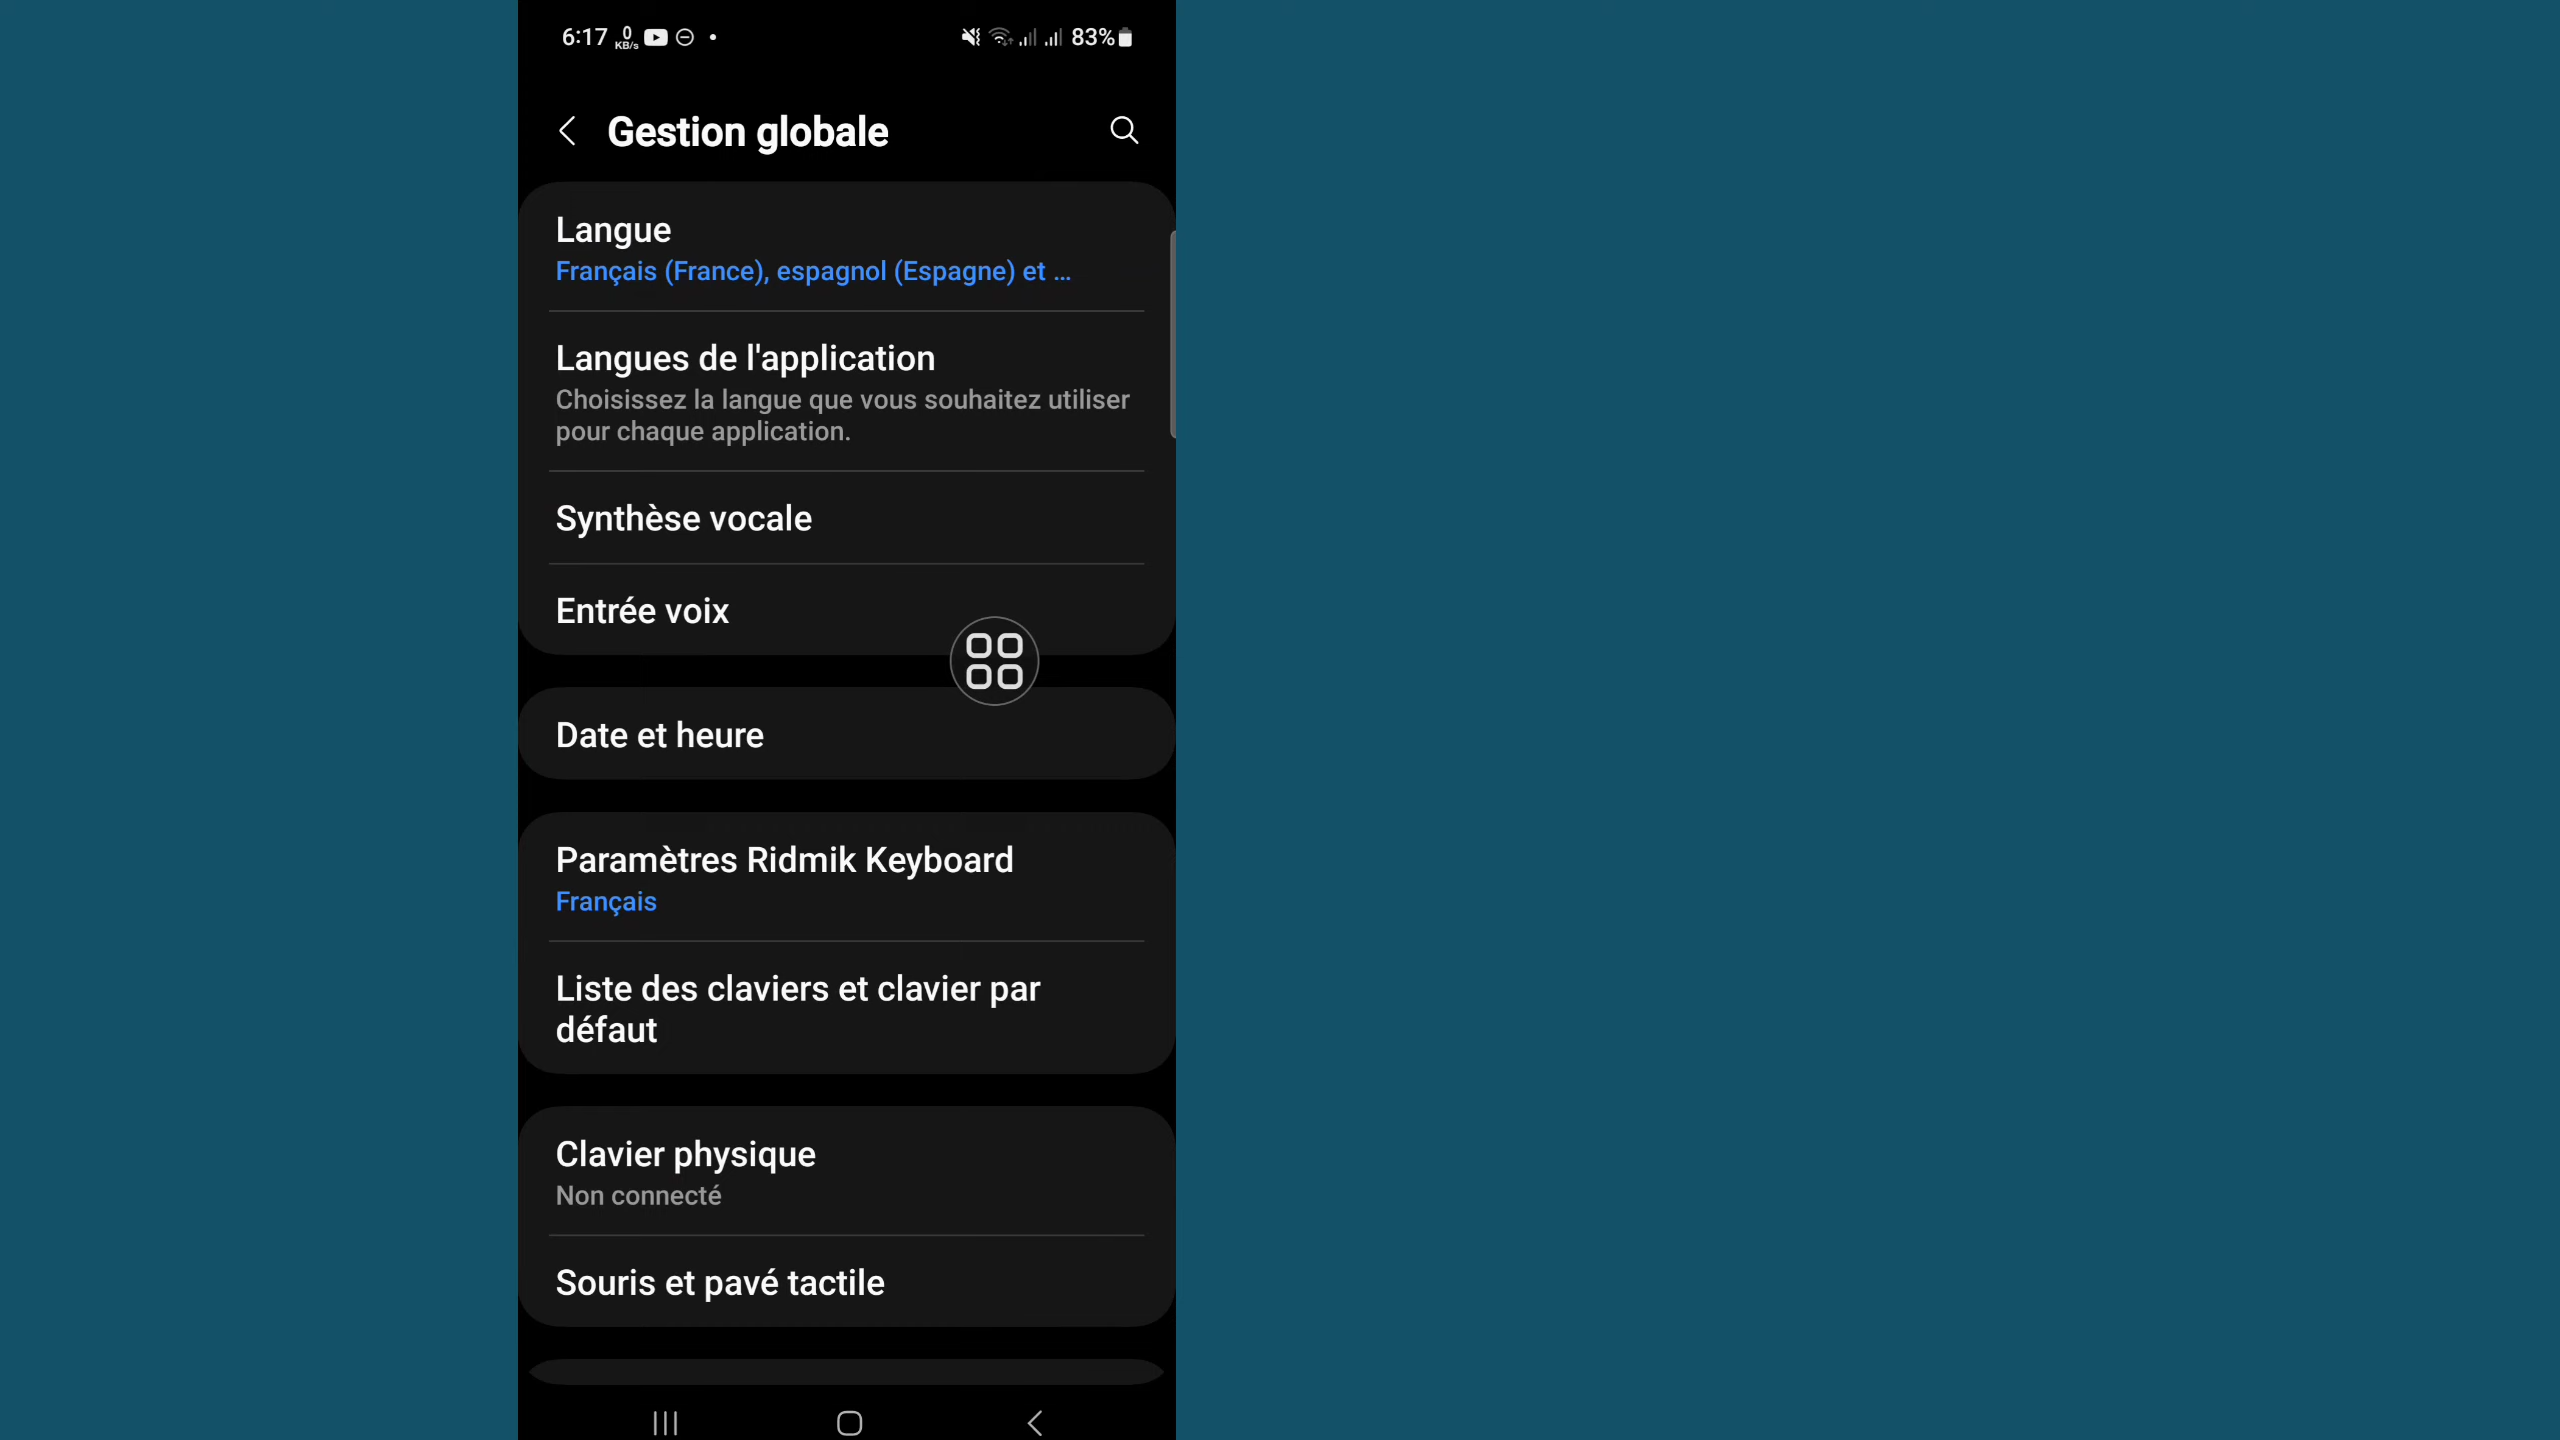 6:17 0 KB/s 83%
Gestion globale
Langue
Français (France), espagnol (Espagne) et ...
Langues de l'application
Choisissez la langue que vous souhaitez utiliser
pour chaque application.
Synthèse vocale
Entrée voix
Date et heure
Paramètres Ridmik Keyboard
Français
Liste des claviers et clavier par
défaut
Clavier physique
Non connecté
Souris et pavé tactile